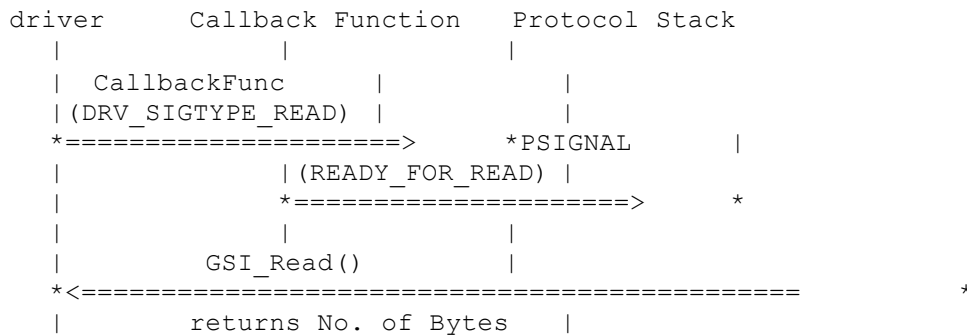 driver Callback Function Protocol Stack
| | |
| CallbackFunc | |
|(DRV_SIGTYPE_READ) | |
*=====================> *PSIGNAL |
| |(READY_FOR_READ) |
| *=====================> *
| | |
| GSI_Read() |
*<============================================= *
| returns No. of Bytes |